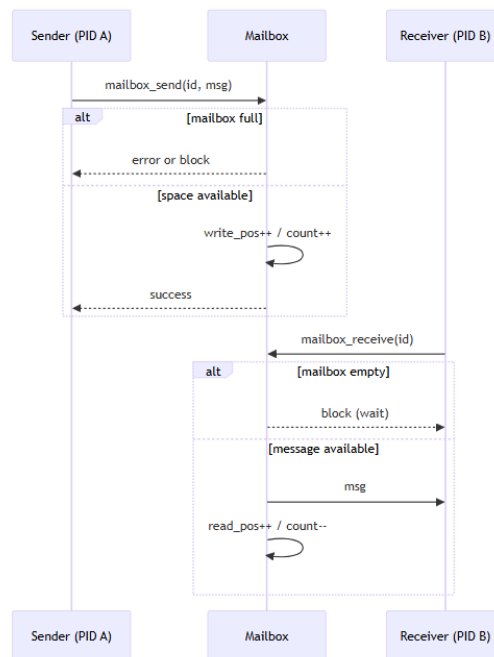 Sender (PID A)
Mailbox
Receiver (PID B)
mailbox_send(id, msg)
alt
[mailbox full]
error or block
[space available]
write_pos++ / count++
success
mailbox_receive(id)
alt
[mailbox empty]
block (wait)
[message available]
msg
read_pos++ / count--
Sender (PID A)
Mailbox
Receiver (PID B)